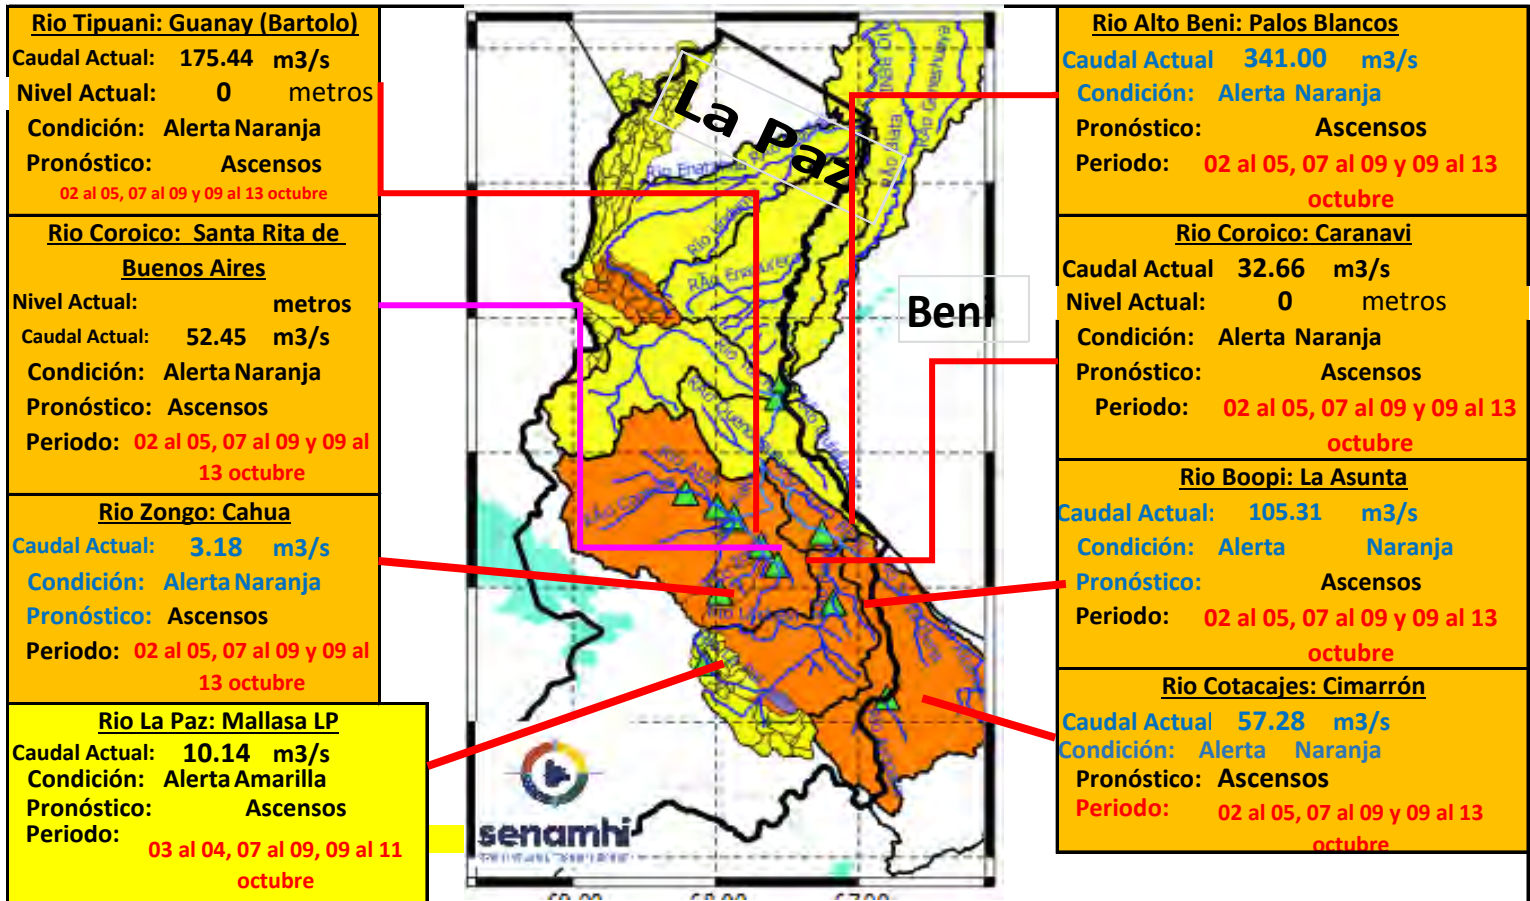 Rio Tipuani: Guanay (Bartolo)
Caudal Actual: 175.44 m3/s
Nivel Actual: 0 metros
Condición: Alerta Naranja
Pronóstico: Ascensos
02 al 05, 07 al 09 y 09 al 13 octubre
Rio Coroico: Santa Rita de
Buenos Aires
Nivel Actual: metros
Caudal Actual: 52.45 m3/s
Condición: Alerta Naranja
Pronóstico: Ascensos
Periodo: 02 al 05, 07 al 09 y 09 al
13 octubre
Rio Zongo: Cahua
Caudal Actual: 3.18 m3/s
Condición: Alerta Naranja
Pronóstico: Ascensos
Periodo: 02 al 05, 07 al 09 y 09 al
13 octubre
Rio La Paz: Mallasa LP
Caudal Actual: 10.14 m3/s
Condición: Alerta Amarilla
Pronóstico: Ascensos
Periodo:
03 al 04, 07 al 09, 09 al 11
octubre
La Paz
Beni
senamhi
Rio Alto Beni: Palos Blancos
Caudal Actual 341.00 m3/s
Condición: Alerta Naranja
Pronóstico: Ascensos
Periodo: 02 al 05, 07 al 09 y 09 al 13
octubre
Rio Coroico: Caranavi
Caudal Actual 32.66 m3/s
Nivel Actual: 0 metros
Condición: Alerta Naranja
Pronóstico: Ascensos
Periodo: 02 al 05, 07 al 09 y 09 al 13
octubre
Rio Boopi: La Asunta
Caudal Actual: 105.31 m3/s
Condición: Alerta Naranja
Pronóstico: Ascensos
Periodo: 02 al 05, 07 al 09 y 09 al 13
octubre
Rio Cotacajes: Cimarrón
Caudal Actual 57.28 m3/s
Condición: Alerta Naranja
Pronóstico: Ascensos
Periodo: 02 al 05, 07 al 09 y 09 al 13
octubre